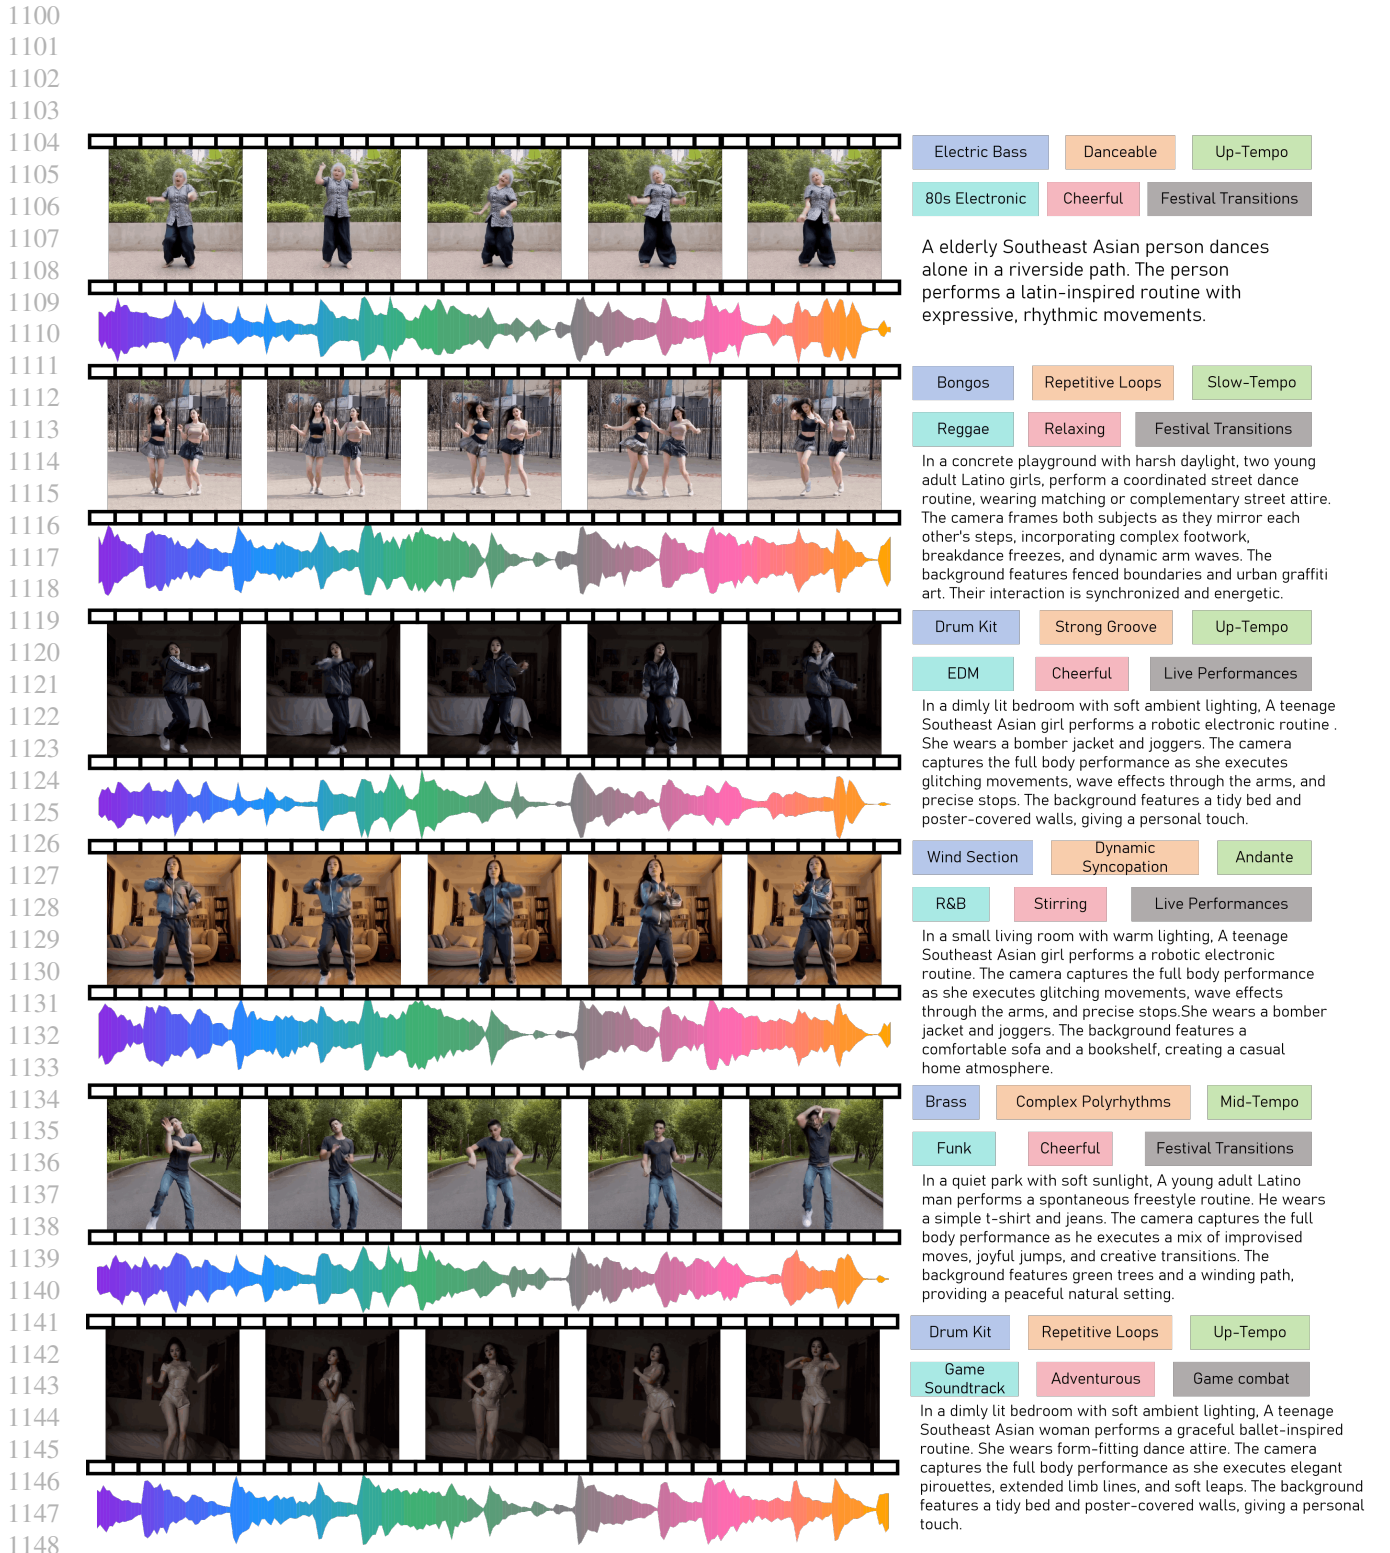 1100
1101
1102
1103
1104
1105
1106
1107
1108
1109
1110
1111
1112
1113
1114
1115
1116
1117
1118
1119
1120
1121
1122
1123
1124
1125
1126
1127
1128
1129
1130
1131
1132
1133
1134
1135
1136
1137
1138
1139
1140
1141
1142
1143
1144
1145
1146
1147
1148
Electric Bass Danceable Up-Tempo
80s Electronic Cheerful Festival Transitions
A elderly Southeast Asian person dances
alone in a riverside path. The person
performs a latin-inspired routine with
expressive, rhythmic movements.
Bongos Repetitive Loops Slow-Tempo
Reggae Relaxing Festival Transitions
In a concrete playground with harsh daylight, two young
adult Latino girls, perform a coordinated street dance
routine, wearing matching or complementary street attire.
The camera frames both subjects as they mirror each
other's steps, incorporating complex footwork,
breakdance freezes, and dynamic arm waves. The
background features fenced boundaries and urban graffiti
art. Their interaction is synchronized and energetic.
Drum Kit Strong Groove Up-Tempo
EDM Cheerful Live Performances
In a dimly lit bedroom with soft ambient lighting, A teenage
Southeast Asian girl performs a robotic electronic routine .
She wears a bomber jacket and joggers. The camera
captures the full body performance as she executes
glitching movements, wave effects through the arms, and
precise stops. The background features a tidy bed and
poster-covered walls, giving a personal touch.
Wind Section Dynamic Syncopation Andante
R&B Stirring Live Performances
In a small living room with warm lighting, A teenage
Southeast Asian girl performs a robotic electronic
routine. The camera captures the full body performance
as she executes glitching movements, wave effects
through the arms, and precise stops.She wears a bomber
jacket and joggers. The background features a
comfortable sofa and a bookshelf, creating a casual
home atmosphere.
Brass Complex Polyrhythms Mid-Tempo
Funk Cheerful Festival Transitions
In a quiet park with soft sunlight, A young adult Latino
man performs a spontaneous freestyle routine. He wears
a simple t-shirt and jeans. The camera captures the full
body performance as he executes a mix of improvised
moves, joyful jumps, and creative transitions. The
background features green trees and a winding path,
providing a peaceful natural setting.
Drum Kit Repetitive Loops Up-Tempo
Game Soundtrack Adventurous Game combat
In a dimly lit bedroom with soft ambient lighting, A teenage
Southeast Asian woman performs a graceful ballet-inspired
routine. She wears form-fitting dance attire. The camera
captures the full body performance as she executes elegant
pirouettes, extended limb lines, and soft leaps. The background
features a tidy bed and poster-covered walls, giving a personal
touch.